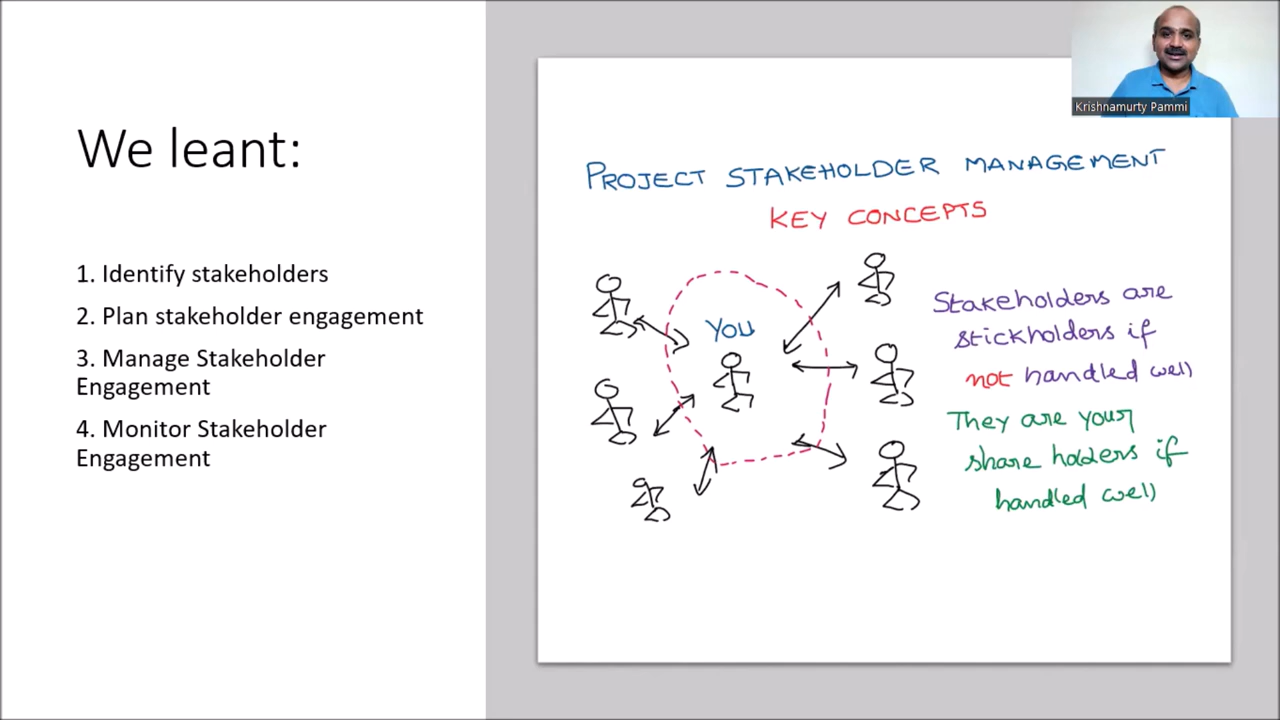 We leant:
1. Identify stakeholders
2. Plan stakeholder engagement
3. Manage Stakeholder
Engagement
4. Monitor Stakeholder
Engagement
Krishnamurty Pammi
PROJECT STAKEHOLDER MANAGEMENT
KEY CONCEPTS
YOU
Stakeholders are
stickholders if
not handled well
They are your
share holders if
handled well